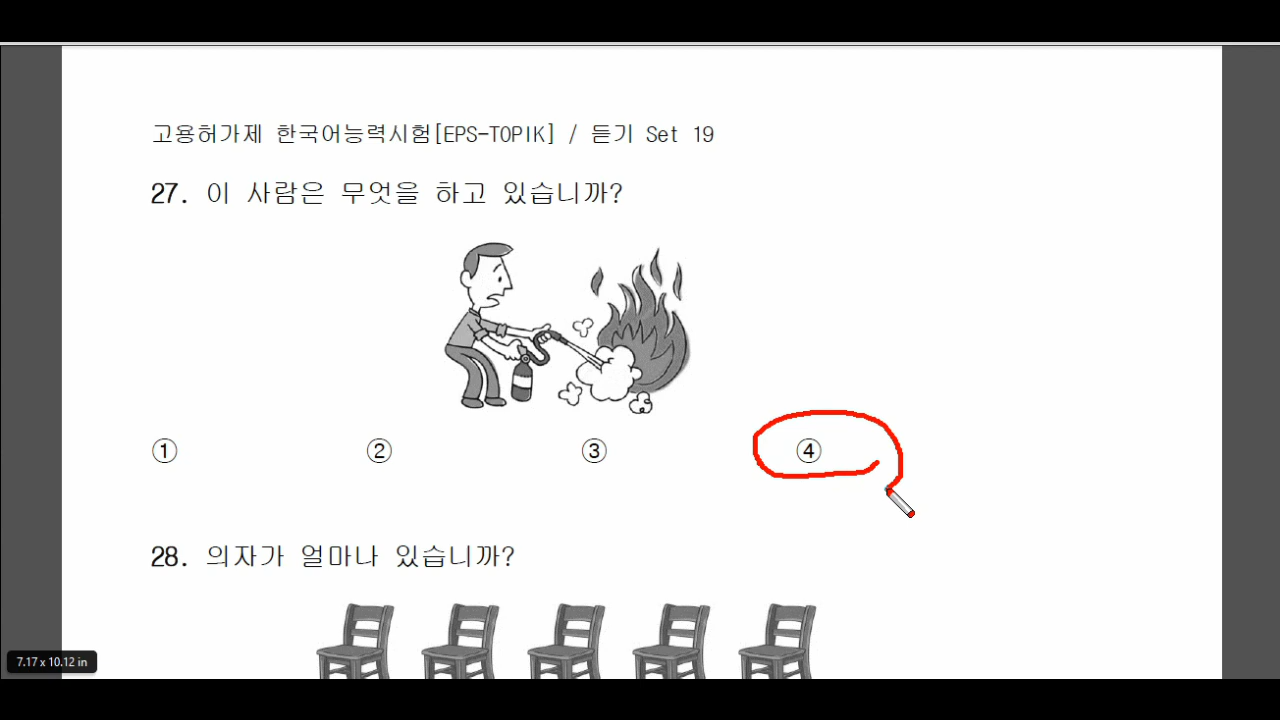 고용허가제 한국어능력시험[EPS-TOPIK] / 듣기 Set 19
27. 이 사람은 무엇을 하고 있습니까?
① ② ③ ④
28. 의자가 얼마나 있습니까?
7.17 x 10.12 in